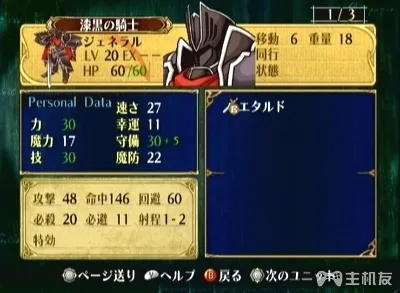 漆黒の騎士
1/3
ジェネラル
LV 20 EX --
HP 60/60
移動 6 重量 18
同行
状態
Personal Data
力 30
魔力 17
技 30
速さ 27
幸運 11
守備 30+5
魔防 22
エタルド
攻撃 48 命中146 回避 60
必殺 20 必避 11 射程1-2
特効
ページ送り ヘルプ B 戻る 次のユニット
主机友